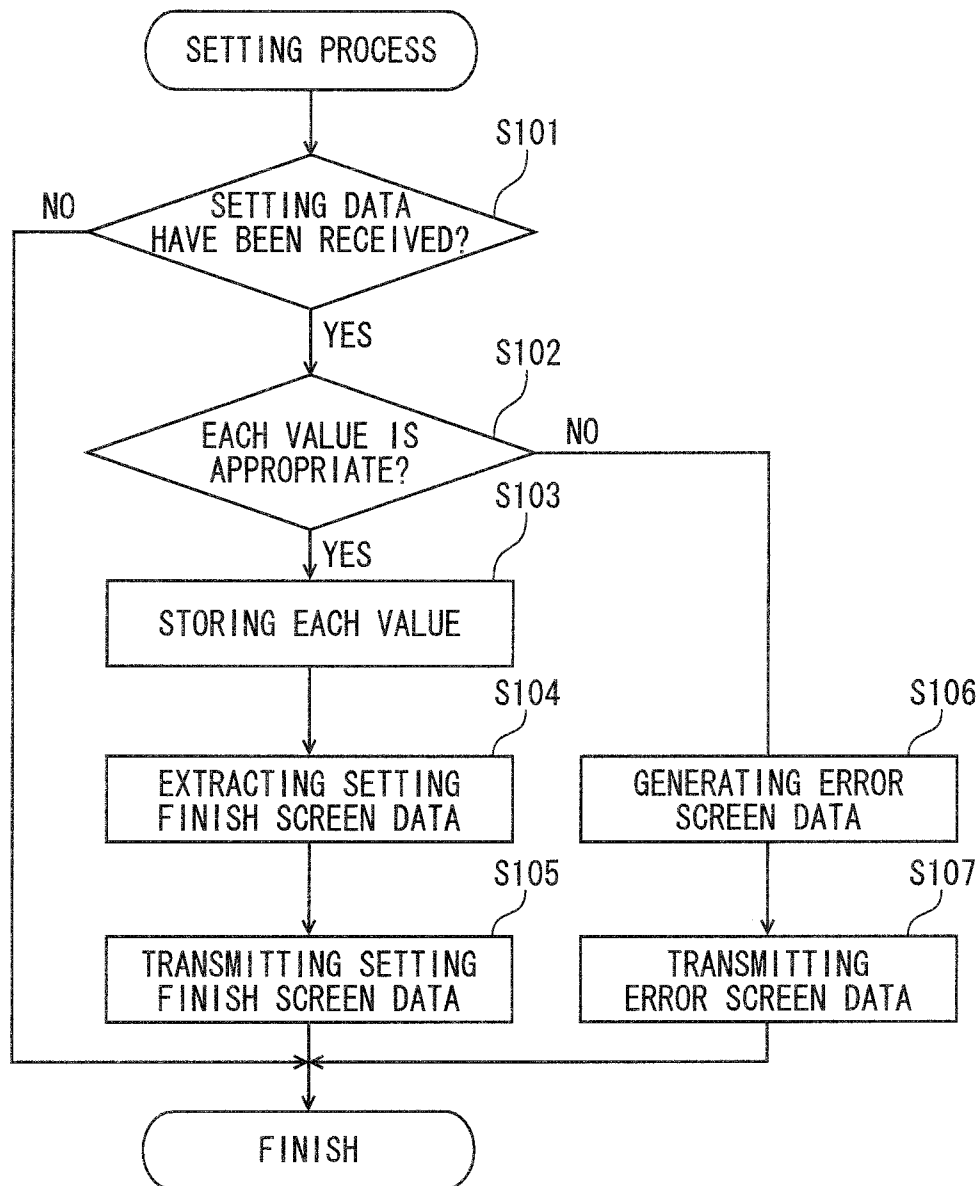 SETTING PROCESS
S101
NO
SETTING DATA
HAVE BEEN RECEIVED?
YES
S102
EACH VALUE IS
APPROPRIATE?
NO
S103
YES
STORING EACH VALUE
S104
S106
EXTRACTING SETTING
FINISH SCREEN DATA
GENERATING ERROR
SCREEN DATA
S105
S107
TRANSMITTING SETTING
FINISH SCREEN DATA
TRANSMITTING
ERROR SCREEN DATA
FINISH